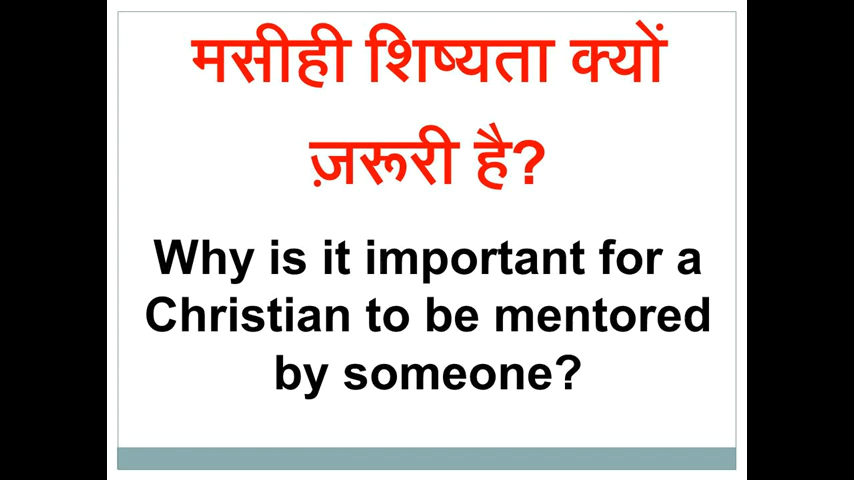 मसीही शिष्यता क्यों
ज़रूरी है?
Why is it important for a
Christian to be mentored
by someone?